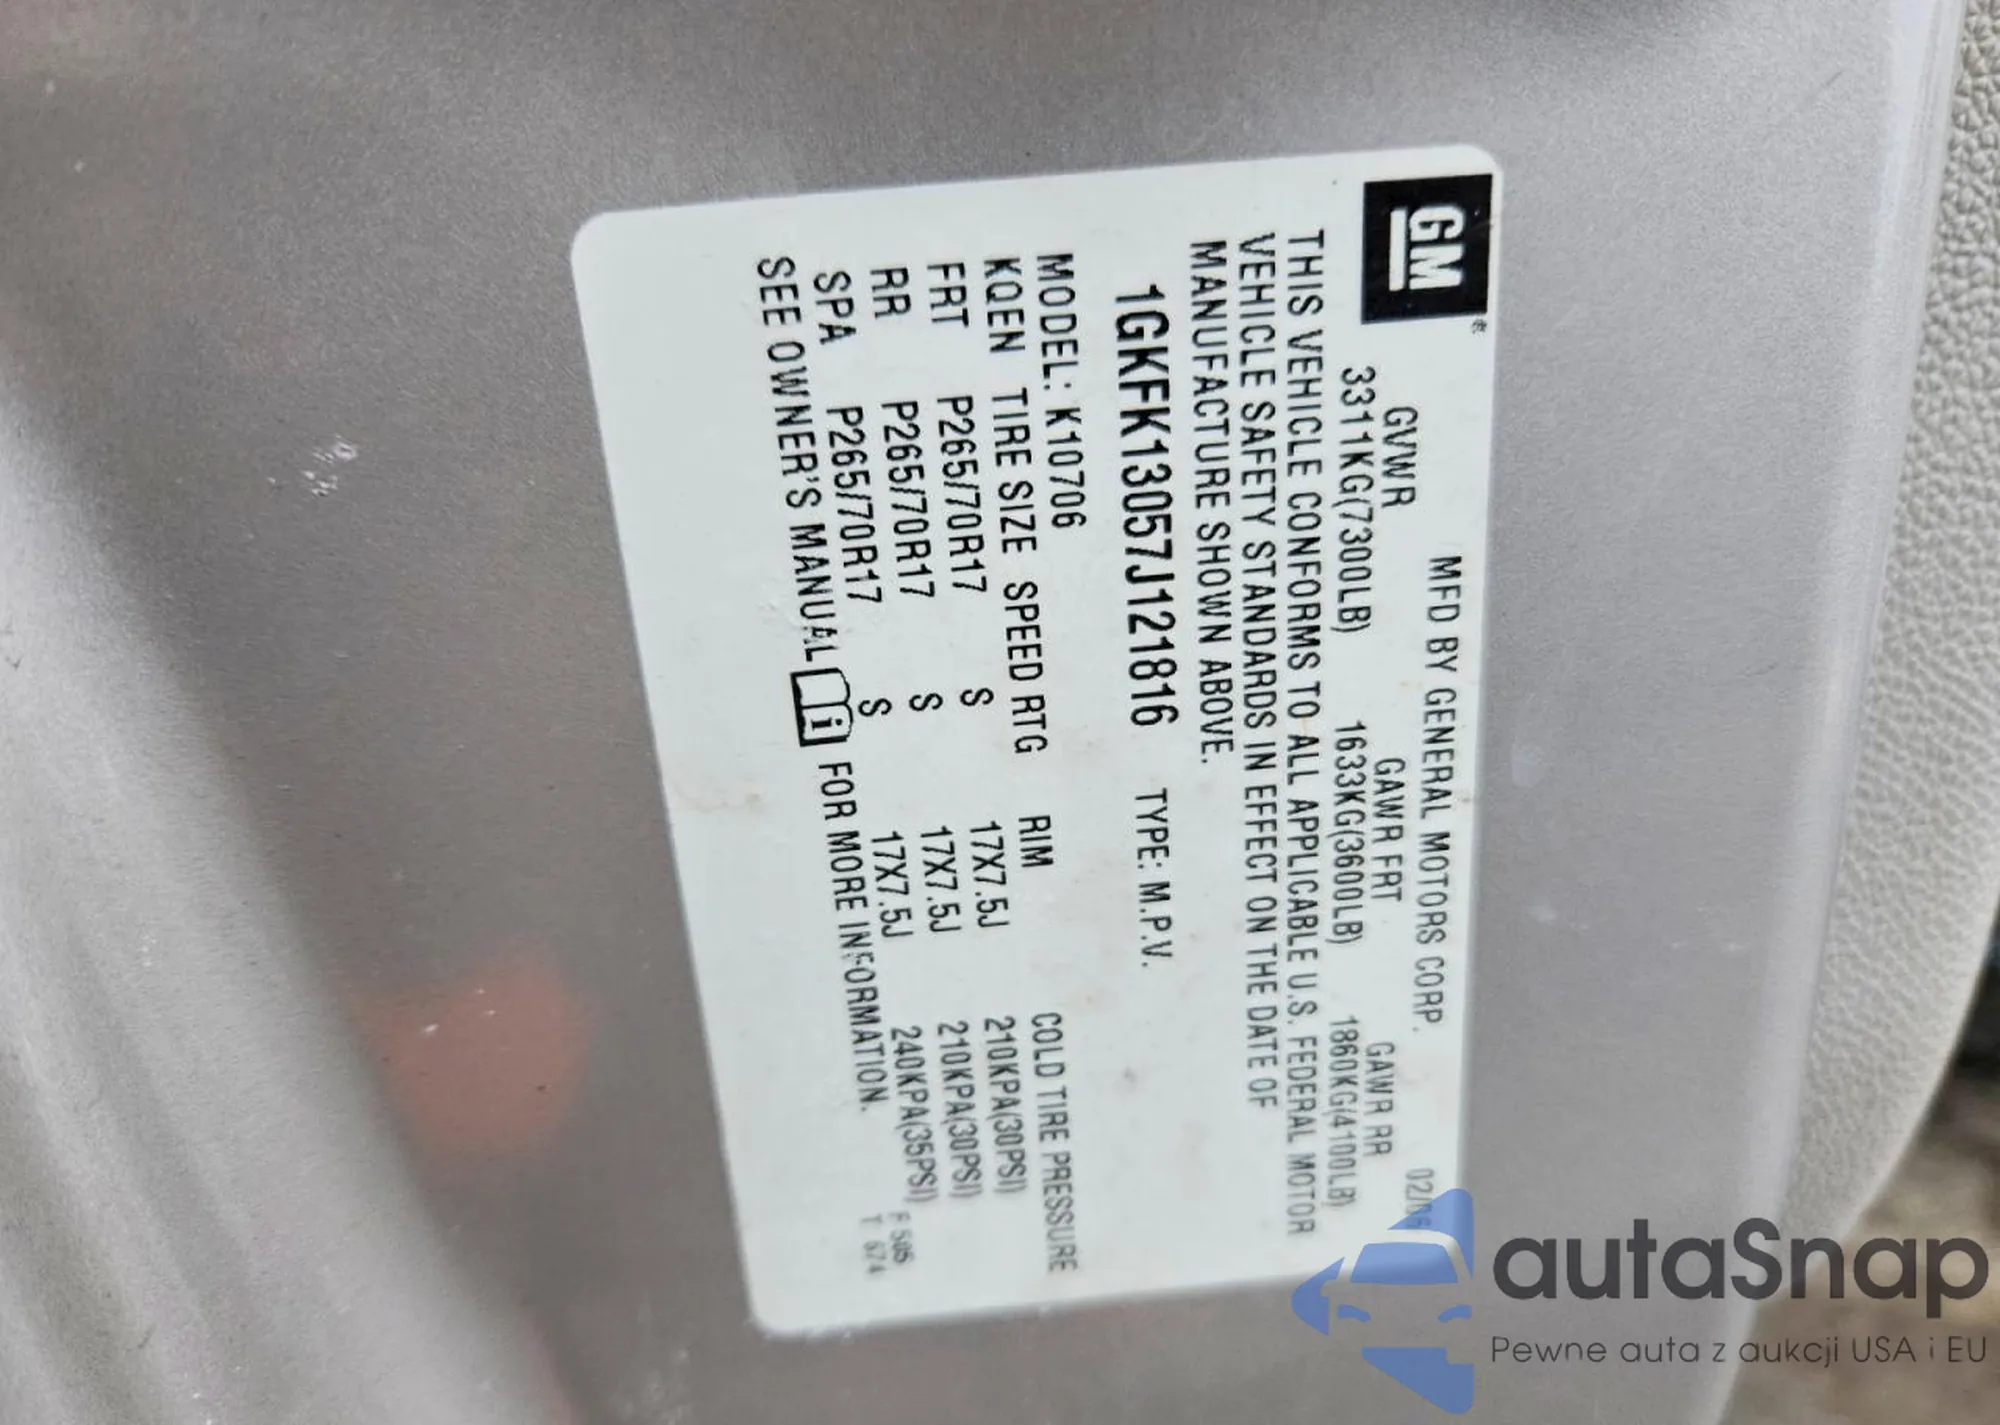 GM®
MFD BY GENERAL MOTORS CORP. 02/06
GVWR GAWR FRT GAWR RR
3311KG(7300LB) 1633KG(3600LB) 1860KG(4100LB)
THIS VEHICLE CONFORMS TO ALL APPLICABLE U.S. FEDERAL MOTOR
VEHICLE SAFETY STANDARDS IN EFFECT ON THE DATE OF
MANUFACTURE SHOWN ABOVE.
1GKFK13057J121816 TYPE: M.P.V.
MODEL: K10706
KQEN TIRE SIZE SPEED RTG RIM COLD TIRE PRESSURE
FRT P265/70R17 S 17X7.5J 210KPA(30PSI)
RR P265/70R17 S 17X7.5J 210KPA(30PSI)
SPA P265/70R17 S 17X7.5J 240KPA(35PSI)
SEE OWNER'S MANUAL i FOR MORE INFORMATION.
F 505
T 674
autaSnap
Pewne auta z aukcji USA i EU